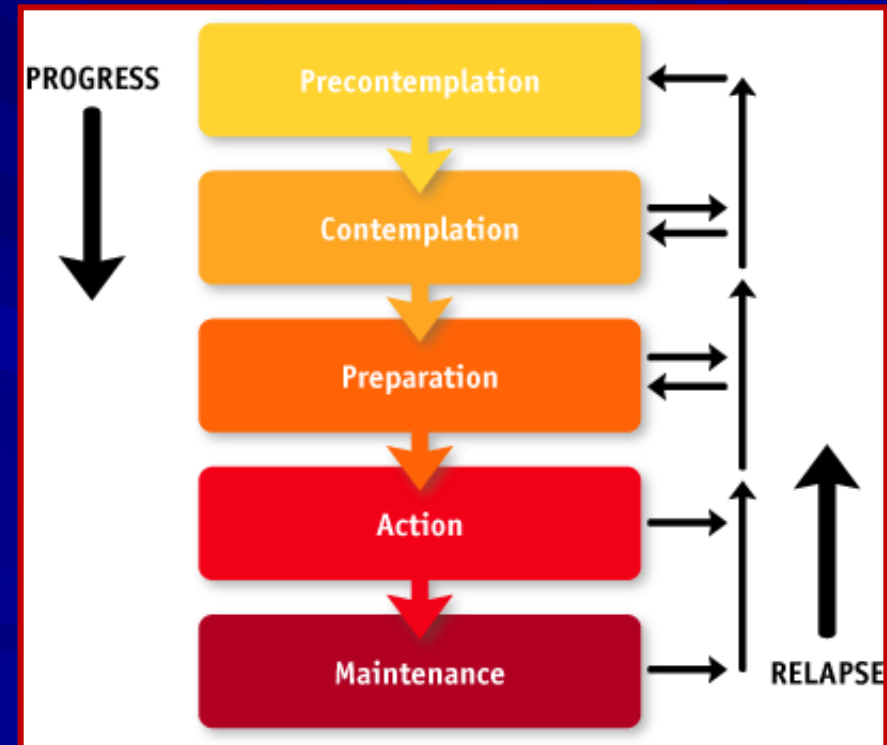 PROGRESS
Precontemplation
Contemplation
Preparation
Action
Maintenance
RELAPSE